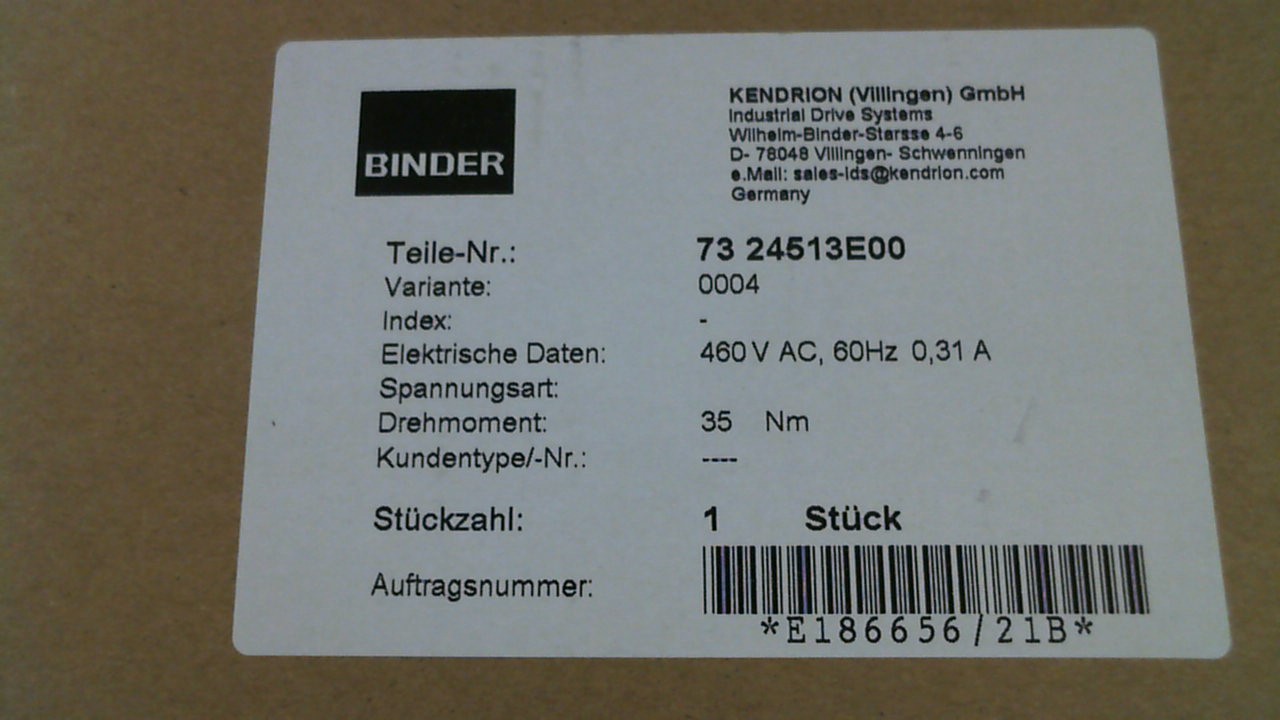 BINDER
KENDRION (Villingen) GmbH
Industrial Drive Systems
Wilhelm-Binder-Starsse 4-6
D- 78048 Villingen- Schwenningen
e.Mail: sales-ids@kendrion.com
Germany
Teile-Nr.: 73 24513E00
Variante: 0004
Index: -
Elektrische Daten: 460 V AC, 60Hz 0,31 A
Spannungsart:
Drehmoment: 35 Nm
Kundentype/-Nr.: ----
Stückzahl: 1 Stück
Auftragsnummer:
*E186656/21B*